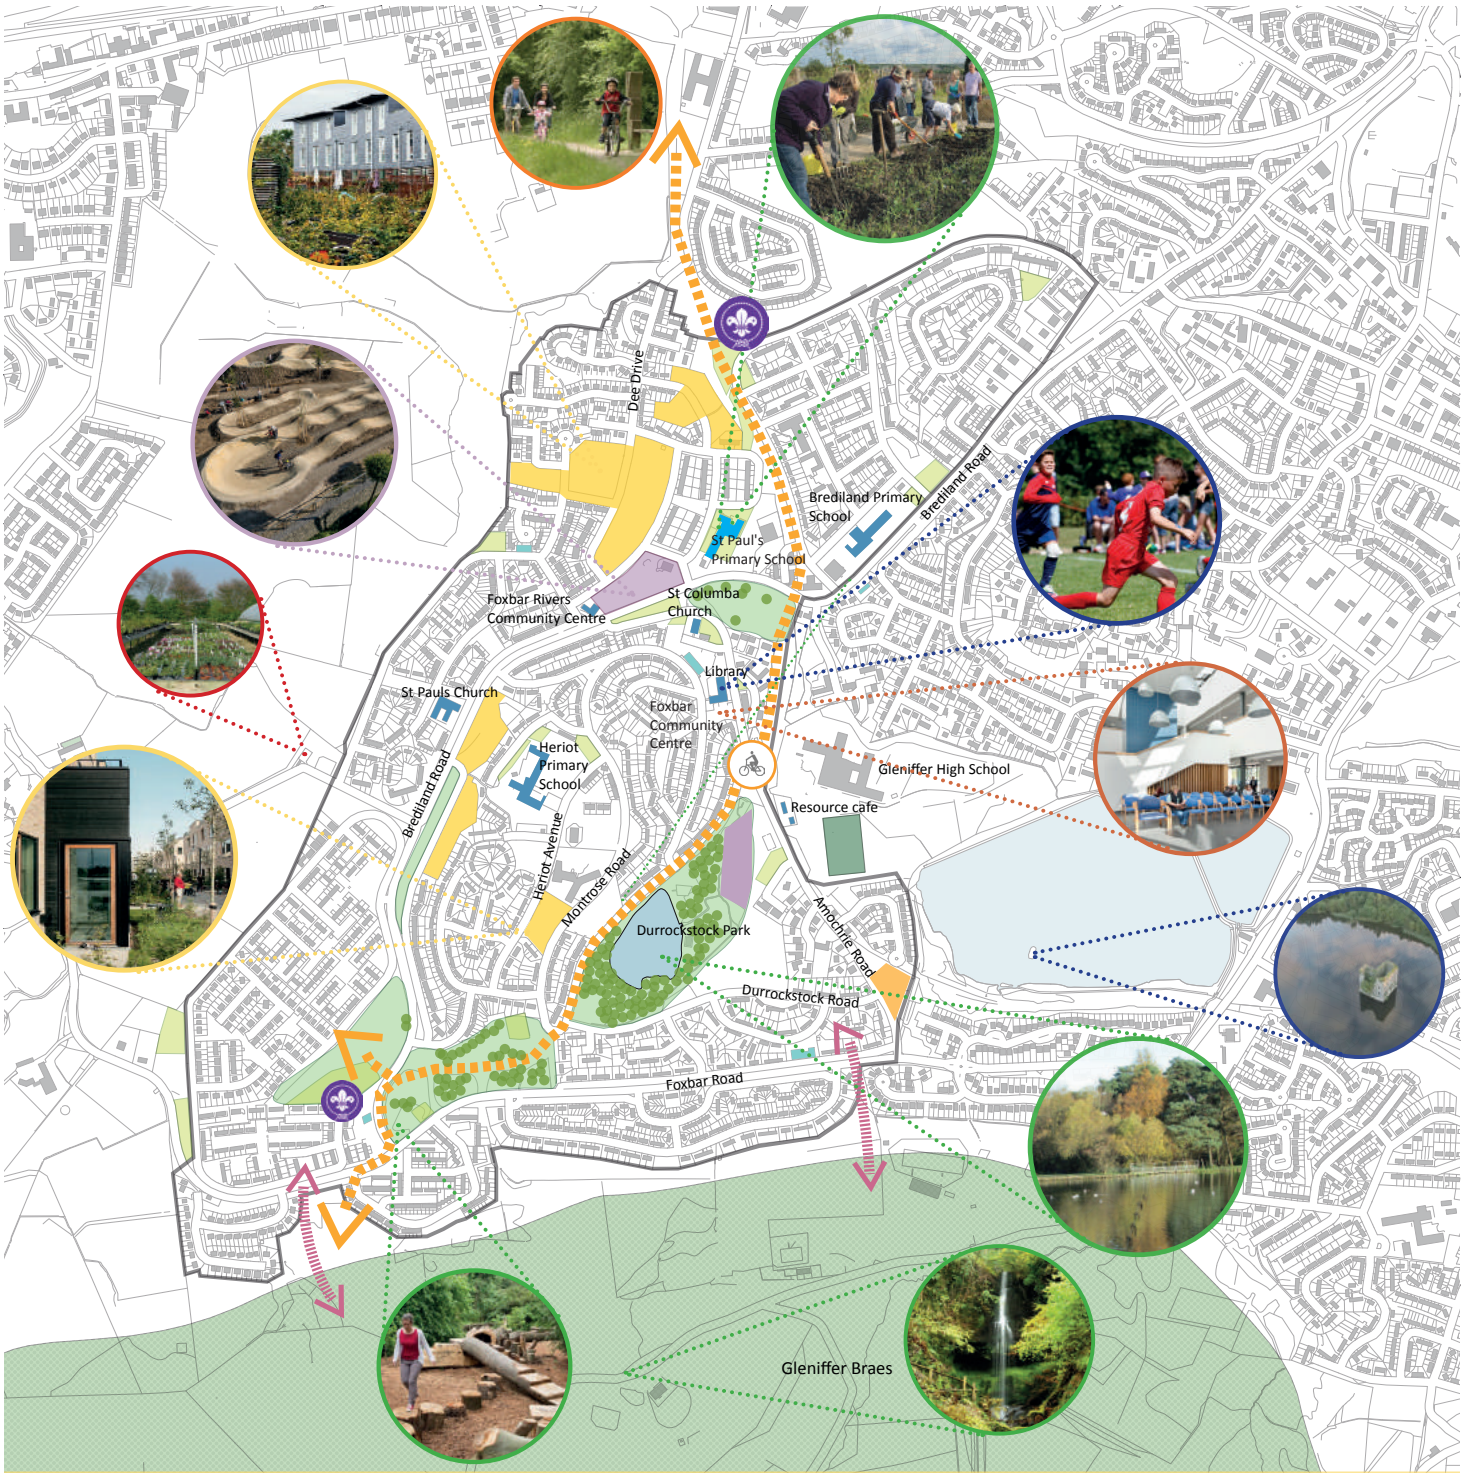 Dee Drive
Brediland Road
Brediland Primary
School
St Paul's
Primary School
Foxbar Rivers
Community Centre
St Columba
Church
Library
St Pauls Church
Foxbar
Community
Centre
Heriot
Primary
School
Gleniffer High School
Brediland Road
Resource cafe
Heriot Avenue
Montrose Road
Durrockstock Park
Amochrie Road
Durrockstock Road
Foxbar Road
Gleniffer Braes